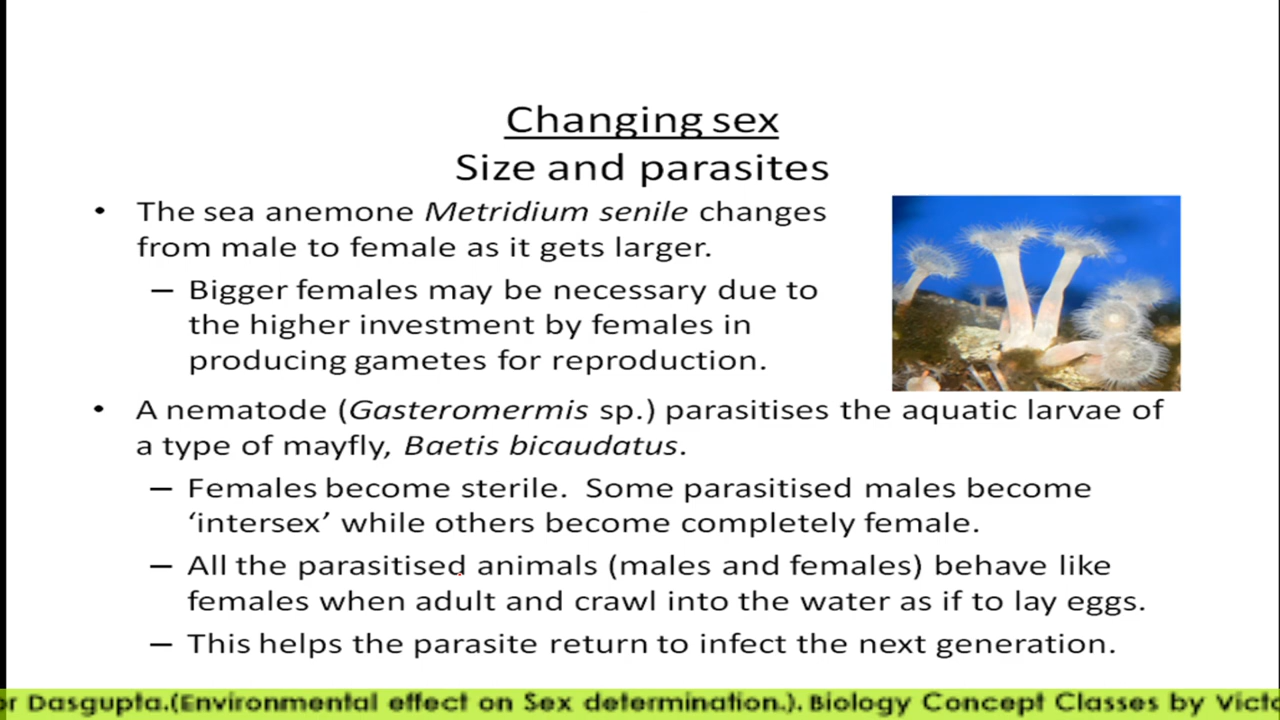 Changing sex
Size and parasites
• The sea anemone Metridium senile changes
from male to female as it gets larger.
– Bigger females may be necessary due to
the higher investment by females in
producing gametes for reproduction.
• A nematode (Gasteromermis sp.) parasitises the aquatic larvae of
a type of mayfly, Baetis bicaudatus.
– Females become sterile. Some parasitised males become
‘intersex’ while others become completely female.
– All the parasitised animals (males and females) behave like
females when adult and crawl into the water as if to lay eggs.
– This helps the parasite return to infect the next generation.
or Dasgupta.(Environmental effect on Sex determination.). Biology Concept Classes by Victo